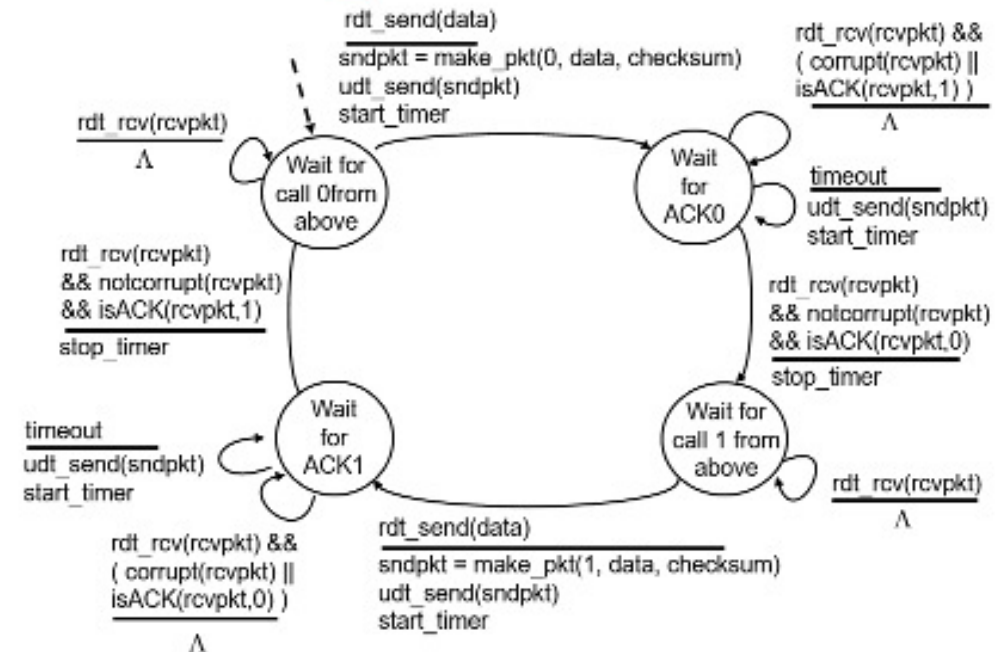 rdt_send(data)
sndpkt = make_pkt(0, data, checksum)
udt_send(sndpkt)
start_timer
rdt_rcv(rcvpkt) &&
( corrupt(rcvpkt) ||
isACK(rcvpkt,1) )
Λ
rdt_rcv(rcvpkt)
Λ
Wait for
call 0from
above
Wait
for
ACK0
timeout
udt_send(sndpkt)
start_timer
rdt_rcv(rcvpkt)
&& notcorrupt(rcvpkt)
&& isACK(rcvpkt,1)
stop_timer
rdt_rcv(rcvpkt)
&& notcorrupt(rcvpkt)
&& isACK(rcvpkt,0)
stop_timer
Wait
for
ACK1
Wait for
call 1 from
above
timeout
udt_send(sndpkt)
start_timer
rdt_rcv(rcvpkt)
Λ
rdt_rcv(rcvpkt) &&
( corrupt(rcvpkt) ||
isACK(rcvpkt,0) )
Λ
rdt_send(data)
sndpkt = make_pkt(1, data, checksum)
udt_send(sndpkt)
start_timer